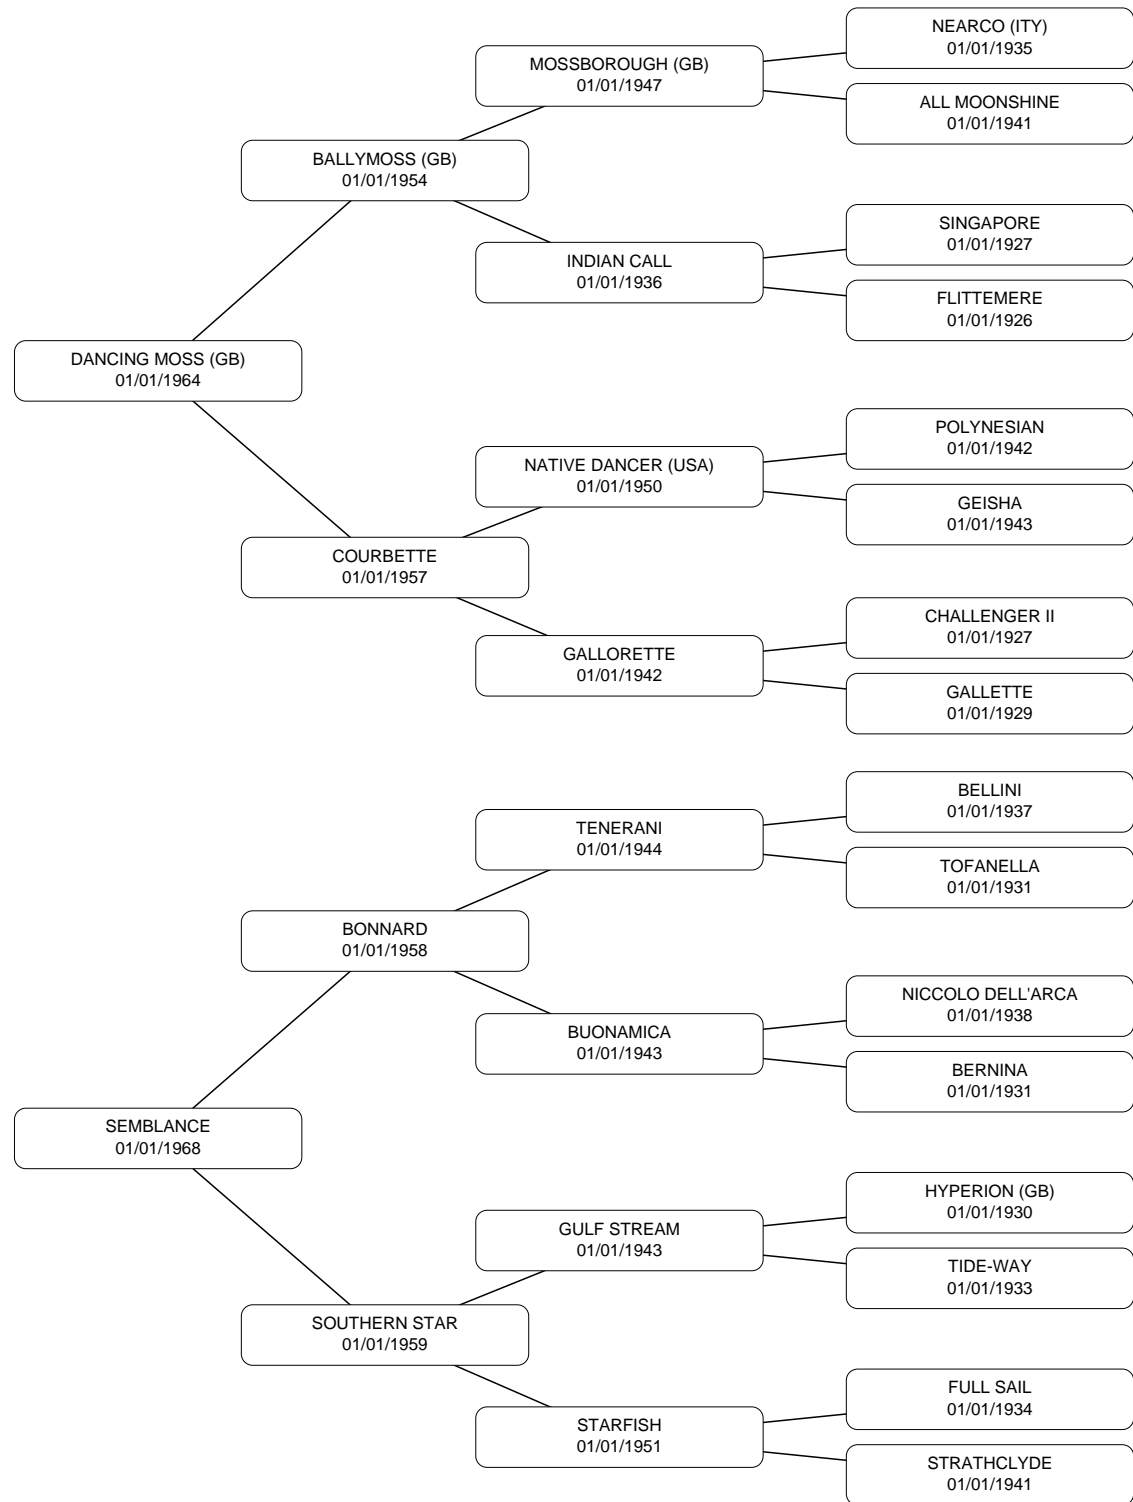 NEARCO (ITY)
01/01/1935
MOSSBOROUGH (GB)
01/01/1947
ALL MOONSHINE
01/01/1941
BALLYMOSS (GB)
01/01/1954
SINGAPORE
01/01/1927
INDIAN CALL
01/01/1936
FLITTEMERE
01/01/1926
DANCING MOSS (GB)
01/01/1964
POLYNESIAN
01/01/1942
NATIVE DANCER (USA)
01/01/1950
GEISHA
01/01/1943
COURBETTE
01/01/1957
CHALLENGER II
01/01/1927
GALLORETTE
01/01/1942
GALLETTE
01/01/1929
BELLINI
01/01/1937
TENERANI
01/01/1944
TOFANELLA
01/01/1931
BONNARD
01/01/1958
NICCOLO DELL'ARCA
01/01/1938
BUONAMICA
01/01/1943
BERNINA
01/01/1931
SEMBLANCE
01/01/1968
HYPERION (GB)
01/01/1930
GULF STREAM
01/01/1943
TIDE-WAY
01/01/1933
SOUTHERN STAR
01/01/1959
FULL SAIL
01/01/1934
STARFISH
01/01/1951
STRATHCLYDE
01/01/1941